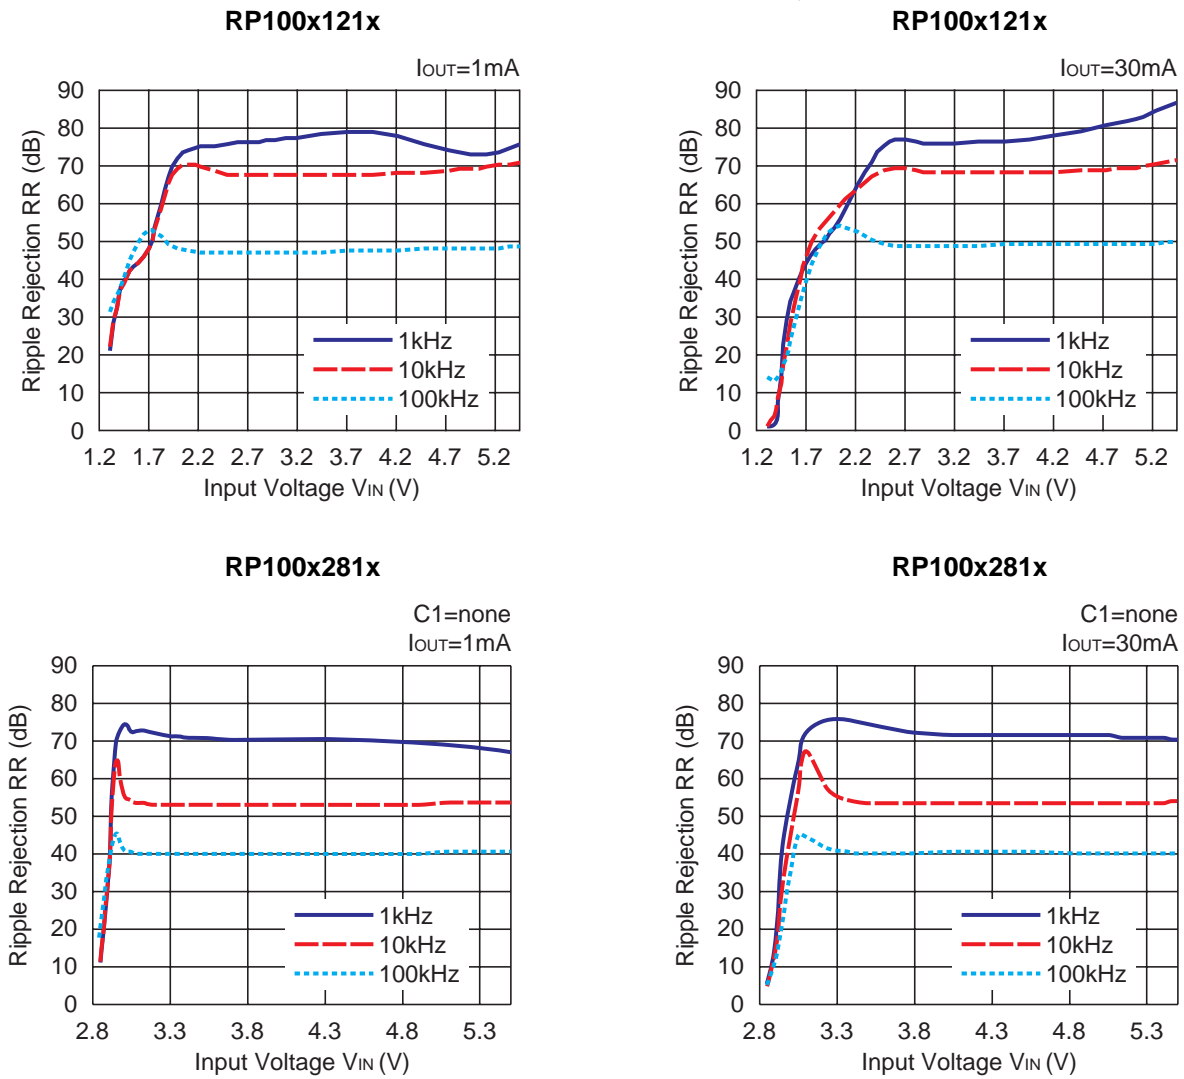 RP100x121x
IOUT=1mA
Ripple Rejection RR (dB)
90
80
70
60
50
40
30
20
10
0
1kHz
10kHz
100kHz
1.2 1.7 2.2 2.7 3.2 3.7 4.2 4.7 5.2
Input Voltage VIN (V)
RP100x121x
IOUT=30mA
Ripple Rejection RR (dB)
90
80
70
60
50
40
30
20
10
0
1kHz
10kHz
100kHz
1.2 1.7 2.2 2.7 3.2 3.7 4.2 4.7 5.2
Input Voltage VIN (V)
RP100x281x
C1=none
IOUT=1mA
Ripple Rejection RR (dB)
90
80
70
60
50
40
30
20
10
0
1kHz
10kHz
100kHz
2.8 3.3 3.8 4.3 4.8 5.3
Input Voltage VIN (V)
RP100x281x
C1=none
IOUT=30mA
Ripple Rejection RR (dB)
90
80
70
60
50
40
30
20
10
0
1kHz
10kHz
100kHz
2.8 3.3 3.8 4.3 4.8 5.3
Input Voltage VIN (V)